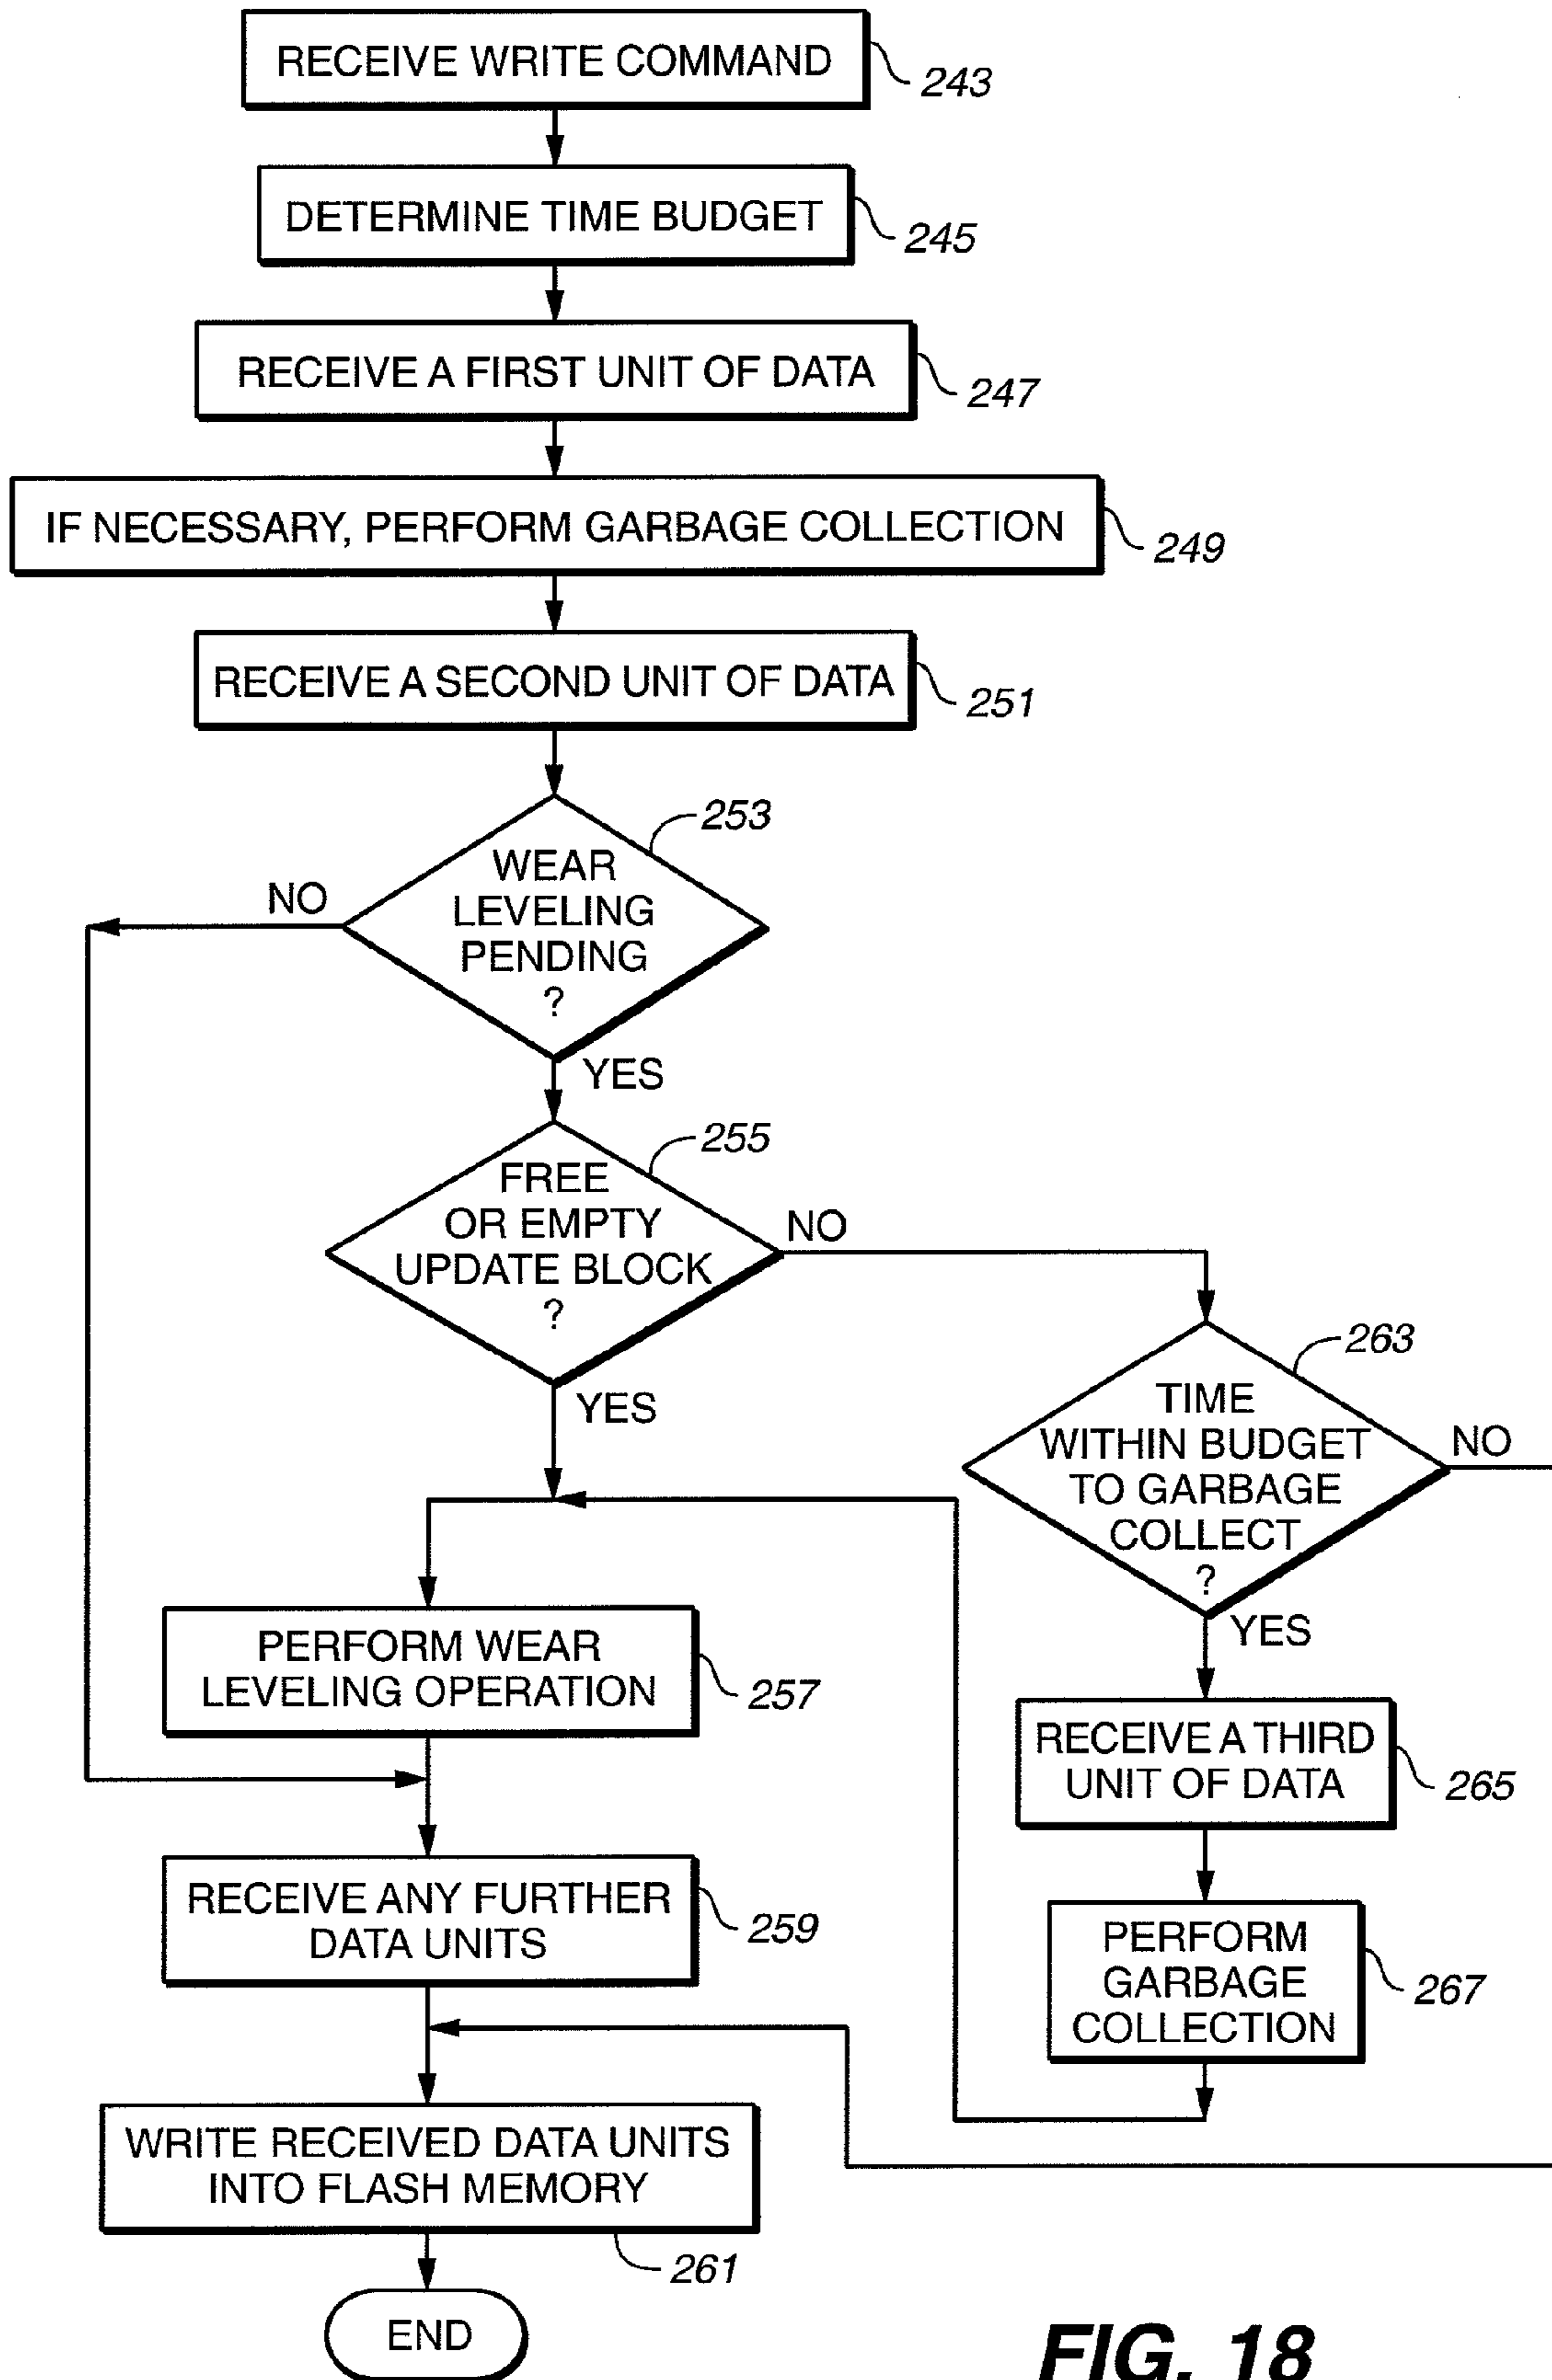 RECEIVE WRITE COMMAND
243
DETERMINE TIME BUDGET
245
RECEIVE A FIRST UNIT OF DATA
247
IF NECESSARY, PERFORM GARBAGE COLLECTION
249
RECEIVE A SECOND UNIT OF DATA
251
253
WEAR
LEVELING
PENDING
?
NO
YES
255
FREE
OR EMPTY
UPDATE BLOCK
?
NO
YES
263
TIME
WITHIN BUDGET
TO GARBAGE
COLLECT
?
NO
YES
PERFORM WEAR
LEVELING OPERATION
257
RECEIVE A THIRD
UNIT OF DATA
265
RECEIVE ANY FURTHER
DATA UNITS
259
PERFORM
GARBAGE
COLLECTION
267
WRITE RECEIVED DATA UNITS
INTO FLASH MEMORY
261
END
FIG. 18